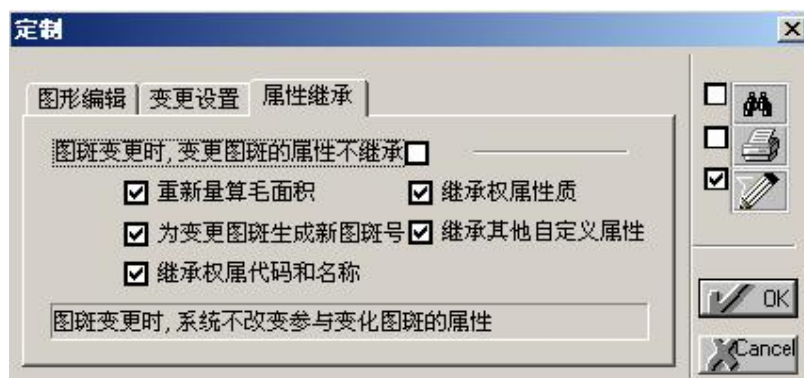 定制
图形编辑 变更设置 属性继承
图斑变更时,变更图斑的属性不继承
重新量算毛面积 继承权属性质
为变更图斑生成新图斑号 继承其他自定义属性
继承权属代码和名称
图斑变更时,系统不改变参与变化图斑的属性
OK
Cancel